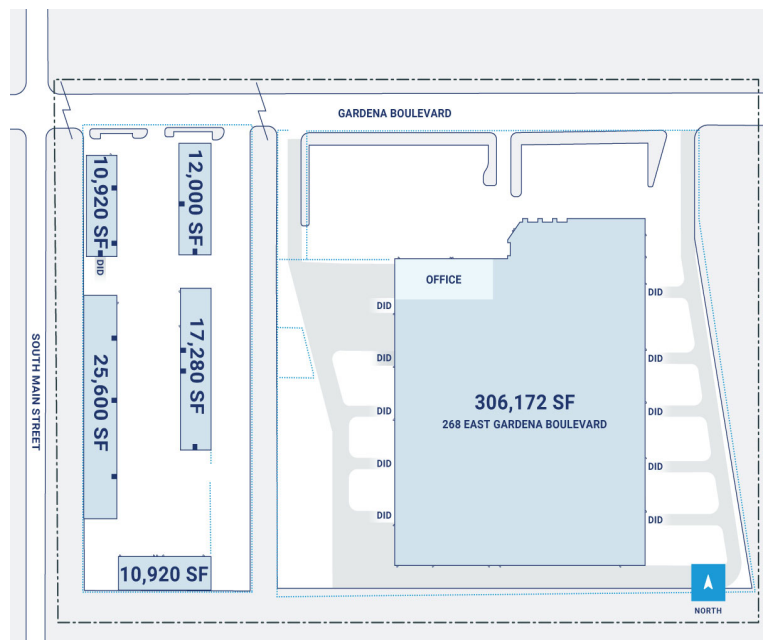 GARDENA BOULEVARD
10,920 SF
12,000 SF
DID
OFFICE
DID
DID
SOUTH MAIN STREET
25,600 SF
17,280 SF
DID
DID
306,172 SF
268 EAST GARDENA BOULEVARD
DID
DID
DID
DID
DID
DID
10,920 SF
NORTH